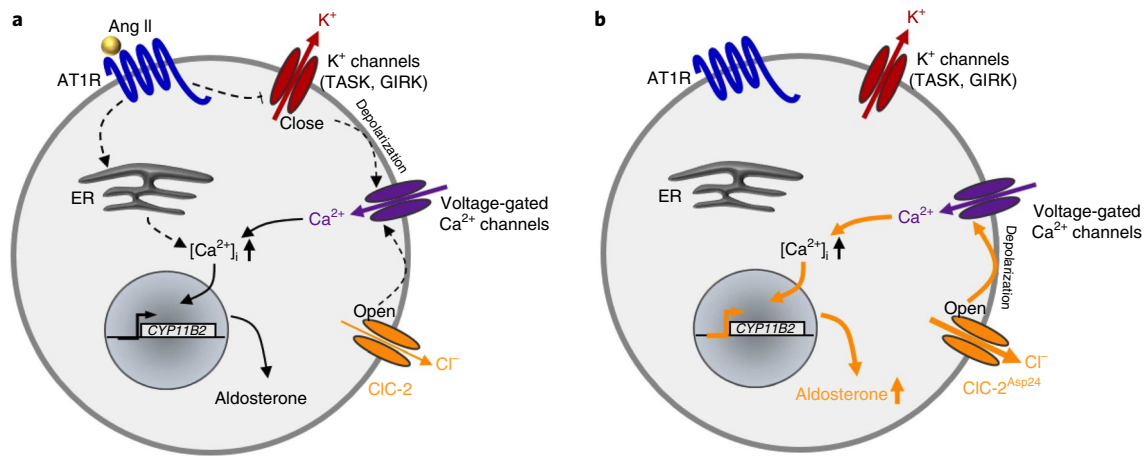 a
Ang II
AT1R
K⁺
K⁺ channels
(TASK, GIRK)
Close
Depolarization
ER
Ca²⁺
Voltage-gated
Ca²⁺ channels
[Ca²⁺]ᵢ
CYP11B2
Open
Cl⁻
ClC-2
Aldosterone
b
AT1R
K⁺
K⁺ channels
(TASK, GIRK)
ER
Ca²⁺
Voltage-gated
Ca²⁺ channels
[Ca²⁺]ᵢ
Depolarization
CYP11B2
Open
Cl⁻
ClC-2ᴬˢᵖ²⁴
Aldosterone